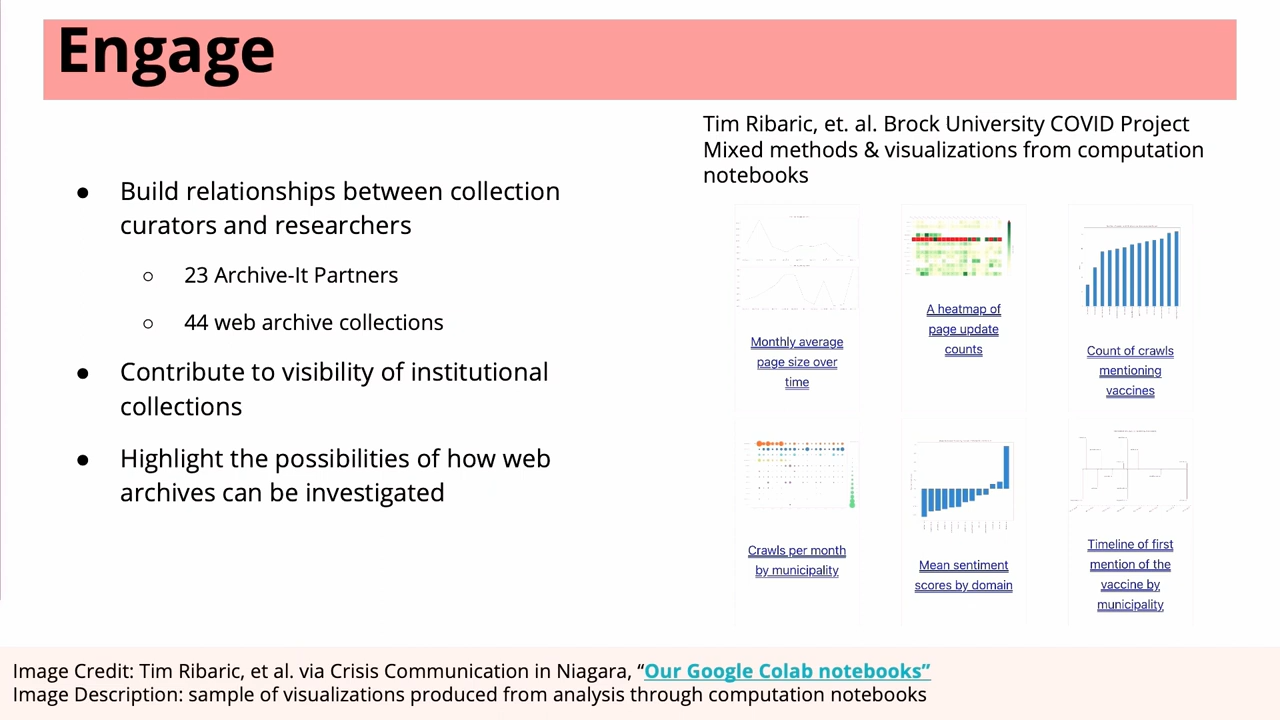 Engage
Tim Ribaric, et. al. Brock University COVID Project
Mixed methods & visualizations from computation
notebooks
● Build relationships between collection
curators and researchers
○ 23 Archive-It Partners
○ 44 web archive collections
● Contribute to visibility of institutional
collections
● Highlight the possibilities of how web
archives can be investigated
Monthly average
page size over
time
A heatmap of
page update
counts
Count of crawls
mentioning
vaccines
Crawls per month
by municipality
Mean sentiment
scores by domain
Timeline of first
mention of the
vaccine by
municipality
Image Credit: Tim Ribaric, et al. via Crisis Communication in Niagara, “Our Google Colab notebooks”
Image Description: sample of visualizations produced from analysis through computation notebooks